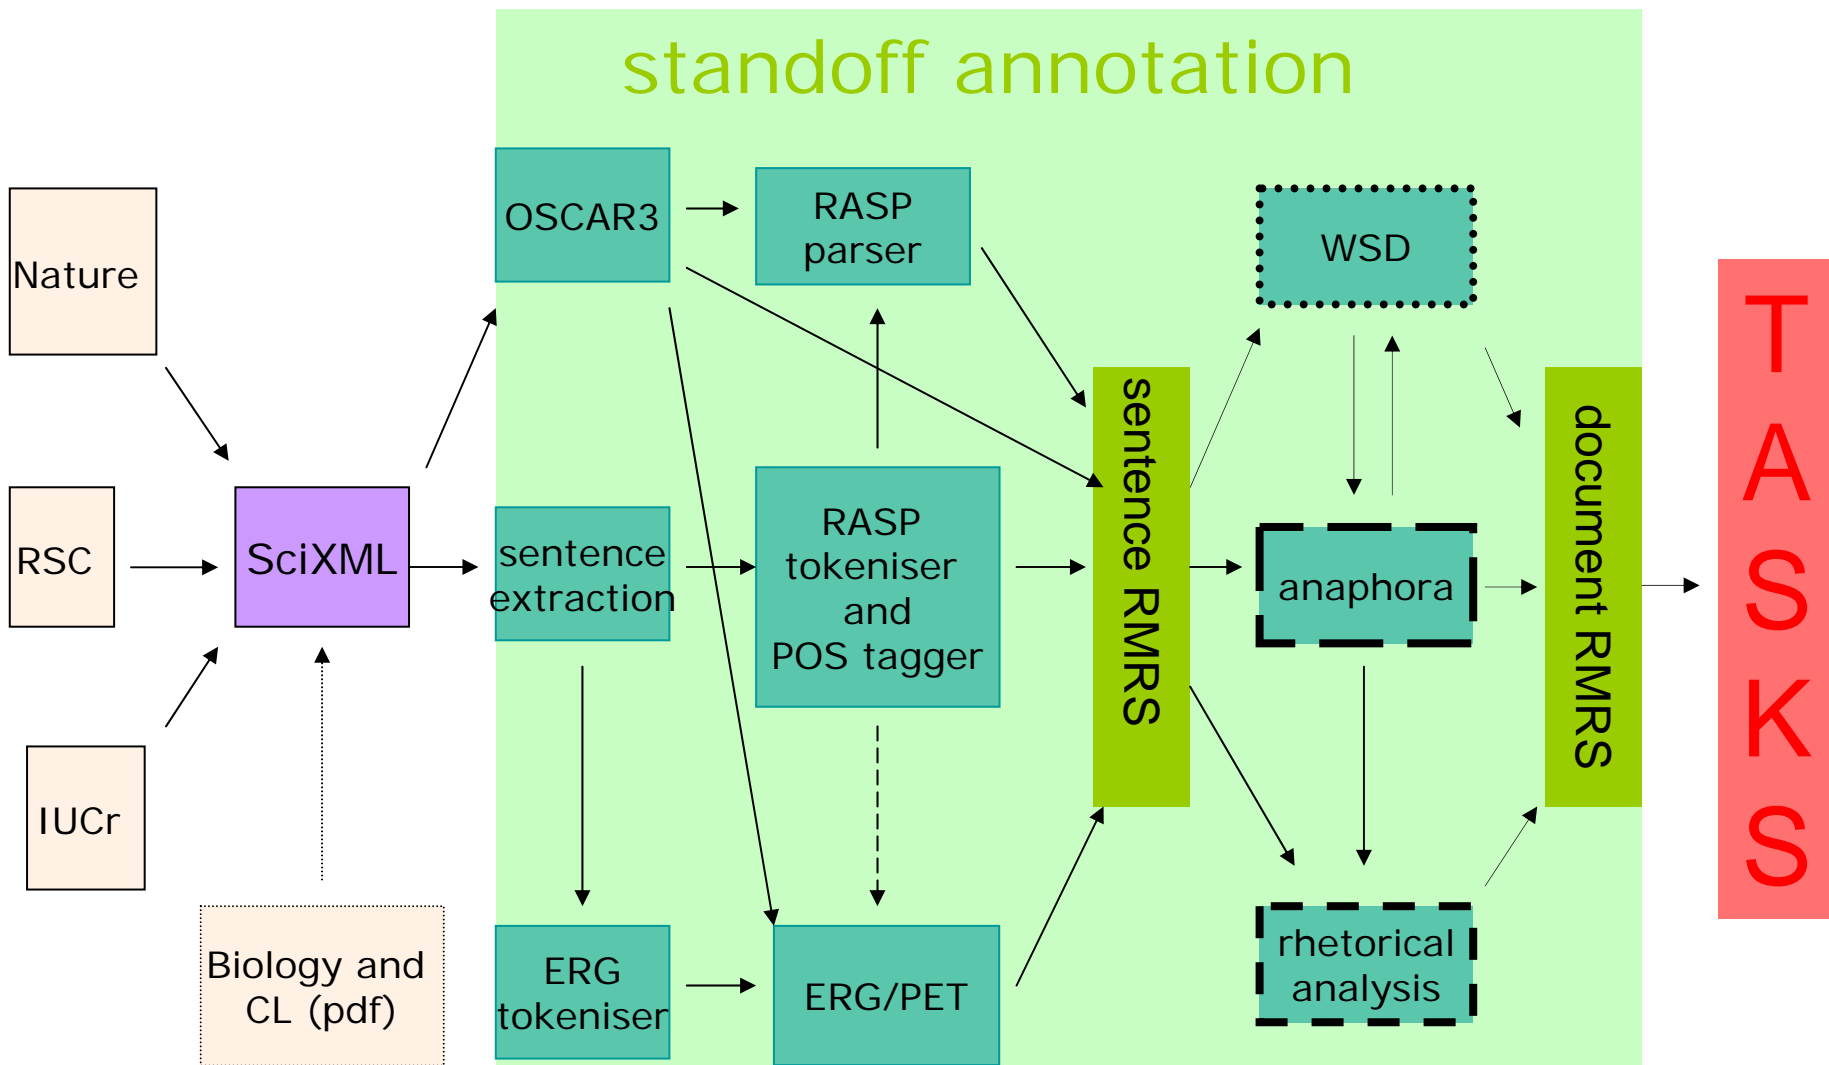 standoff annotation
Nature
RSC
IUCr
Biology and
CL (pdf)
SciXML
OSCAR3
sentence
extraction
ERG
tokeniser
RASP
parser
RASP
tokeniser
and
POS tagger
ERG/PET
sentence RMRS
WSD
anaphora
rhetorical
analysis
document RMRS
T
A
S
K
S